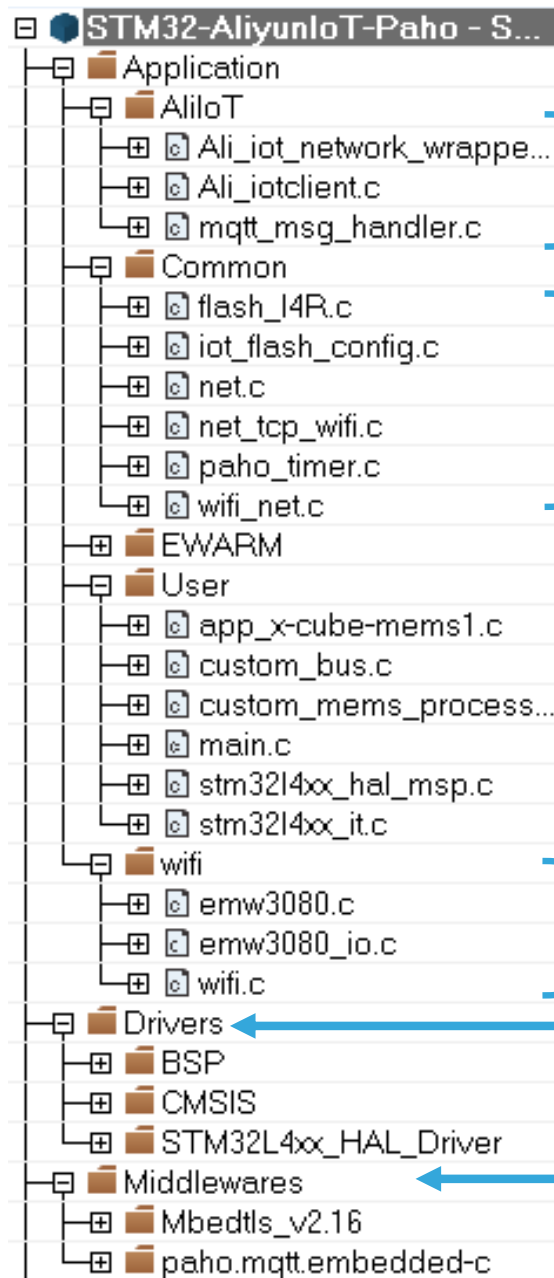 STM32-AliyunIoT-Paho - S...
Application
AliIoT
Ali_iot_network_wrappe...
Ali_iotclient.c
mqtt_msg_handler.c
Common
flash_l4R.c
iot_flash_config.c
net.c
net_tcp_wifi.c
paho_timer.c
wifi_net.c
EWARM
User
app_x-cube-mems1.c
custom_bus.c
custom_mems_process...
main.c
stm32l4xx_hal_msp.c
stm32l4xx_it.c
wifi
emw3080.c
emw3080_io.c
wifi.c
Drivers
BSP
CMSIS
STM32L4xx_HAL_Driver
Middlewares
Mbedtls_v2.16
paho.mqtt.embedded-c